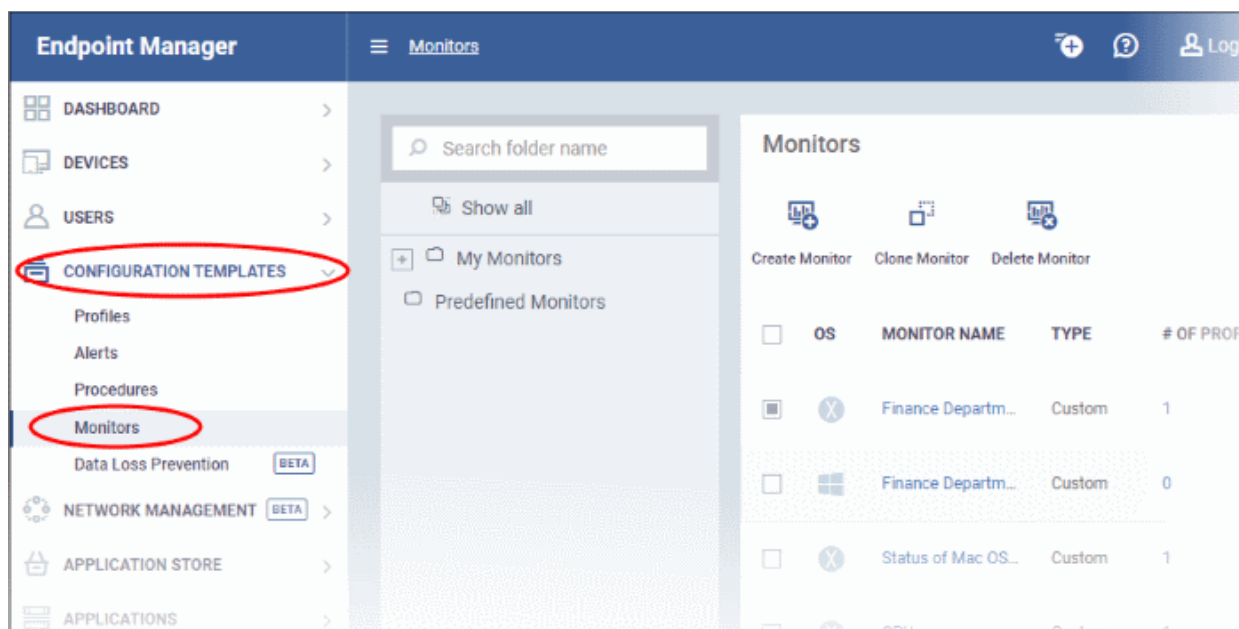 Endpoint Manager
Monitors
Log
DASHBOARD
DEVICES
USERS
CONFIGURATION TEMPLATES
Profiles
Alerts
Procedures
Monitors
Data Loss Prevention BETA
NETWORK MANAGEMENT BETA
APPLICATION STORE
APPLICATIONS
Search folder name
Show all
My Monitors
Predefined Monitors
Monitors
Create Monitor Clone Monitor Delete Monitor
OS MONITOR NAME TYPE # OF PROF
Finance Departm... Custom 1
Finance Departm... Custom 0
Status of Mac OS... Custom 1